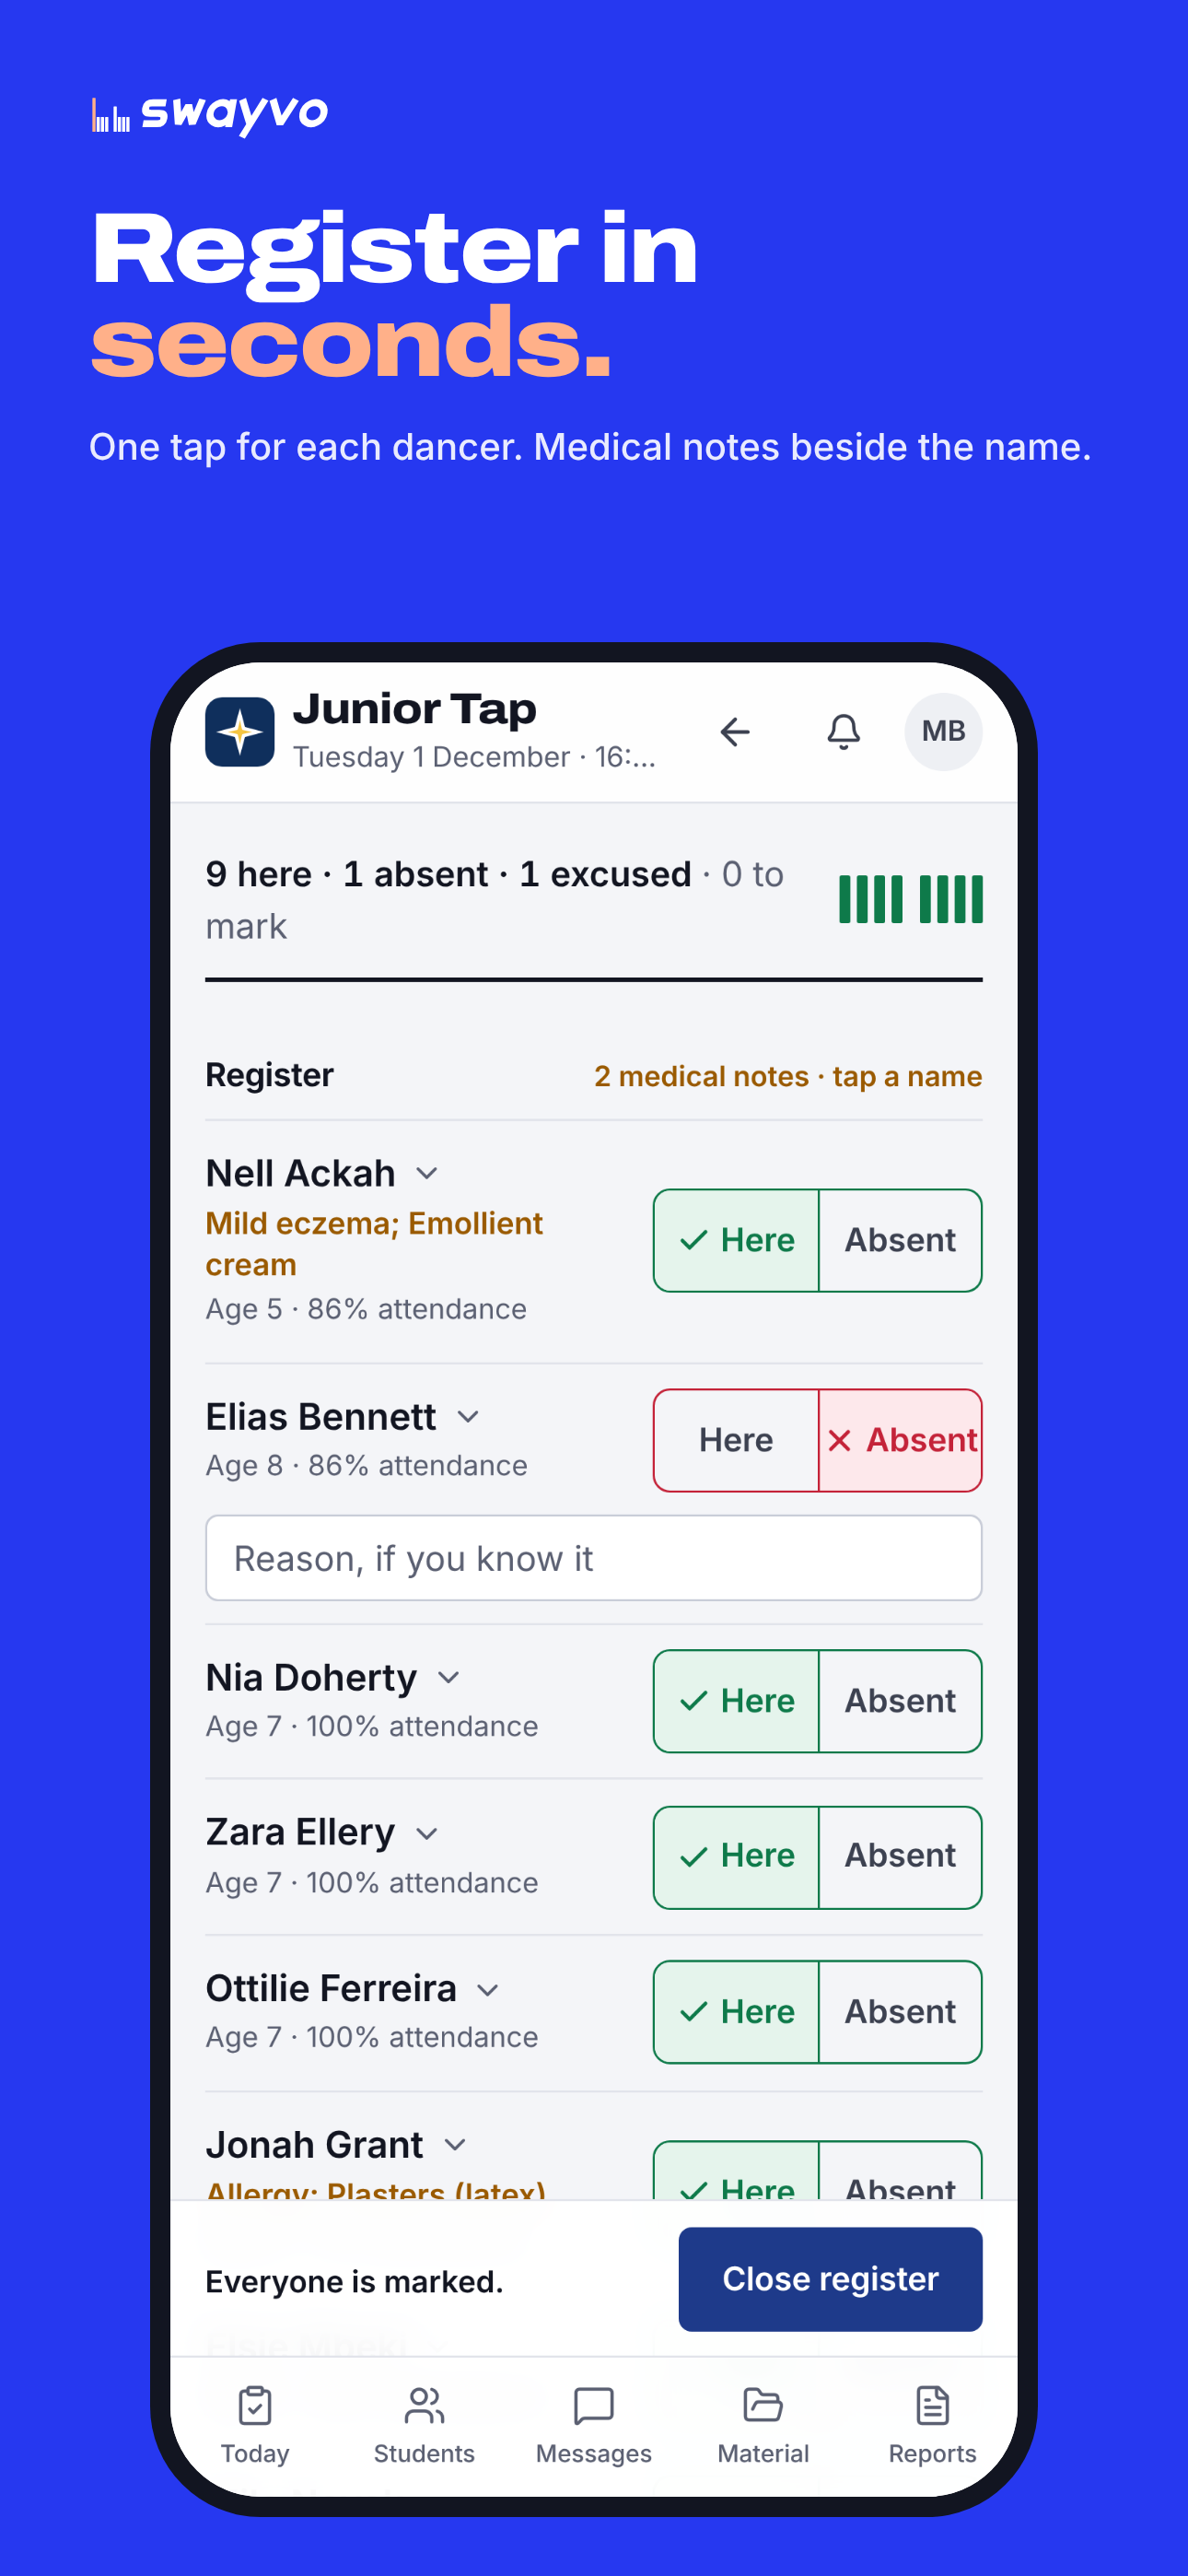 swayvo
Register in
seconds.
One tap for each dancer. Medical notes beside the name.
Junior Tap
Tuesday 1 December · 16:...
MB
9 here · 1 absent · 1 excused · 0 to
mark
Register
2 medical notes · tap a name
Nell Ackah
Mild eczema; Emollient
cream
Age 5 · 86% attendance
Here
Absent
Elias Bennett
Age 8 · 86% attendance
Here
Absent
Reason, if you know it
Nia Doherty
Age 7 · 100% attendance
Here
Absent
Zara Ellery
Age 7 · 100% attendance
Here
Absent
Ottilie Ferreira
Age 7 · 100% attendance
Here
Absent
Jonah Grant
Allergy: Plasters (latex)
Here
Absent
Everyone is marked.
Close register
Today
Students
Messages
Material
Reports